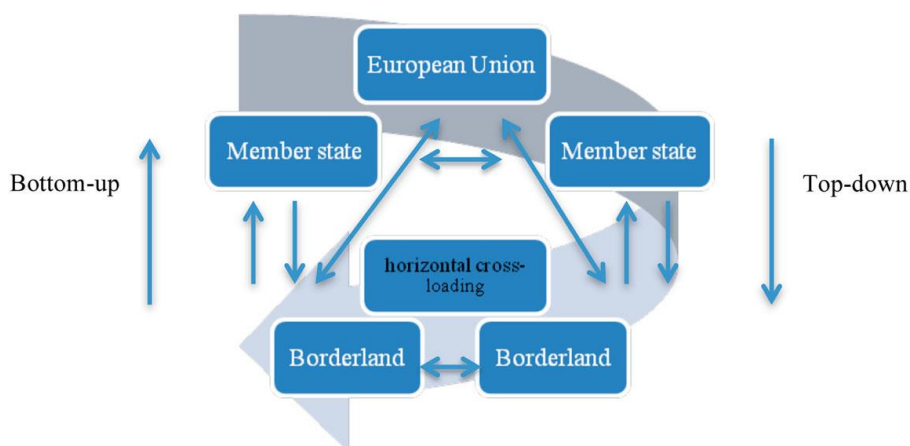 European Union
Member state
Member state
Bottom-up
Top-down
horizontal cross-
loading
Borderland
Borderland